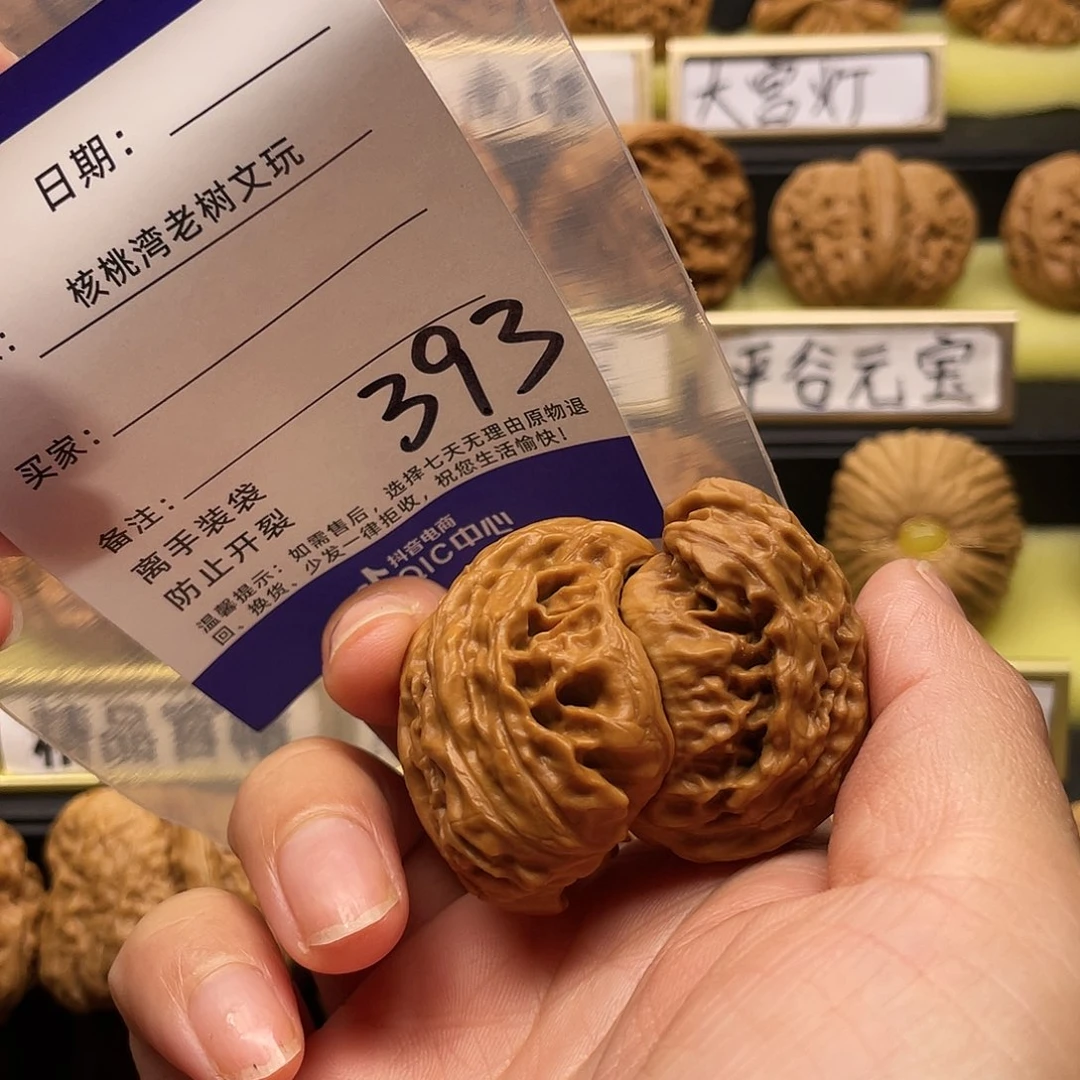 日期：
核桃湾老树文玩
买家：
393
备注：
离手装袋
防止开裂
温馨提示：如需售后，选择七天无理由原物退
回、换货、少发一律拒收，祝您生活愉快！
抖音电商
QIC中心
大宫灯
平谷元宝